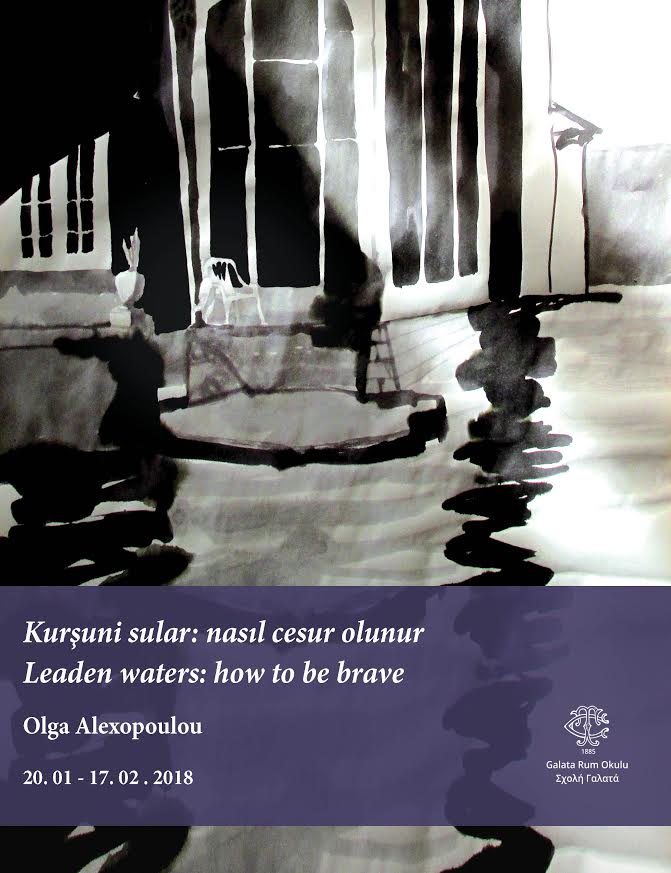 Kurşuni sular: nasıl cesur olunur
Leaden waters: how to be brave
Olga Alexopoulou
20. 01 - 17. 02 . 2018
1885
Galata Rum Okulu
Σχολή Γαλατά